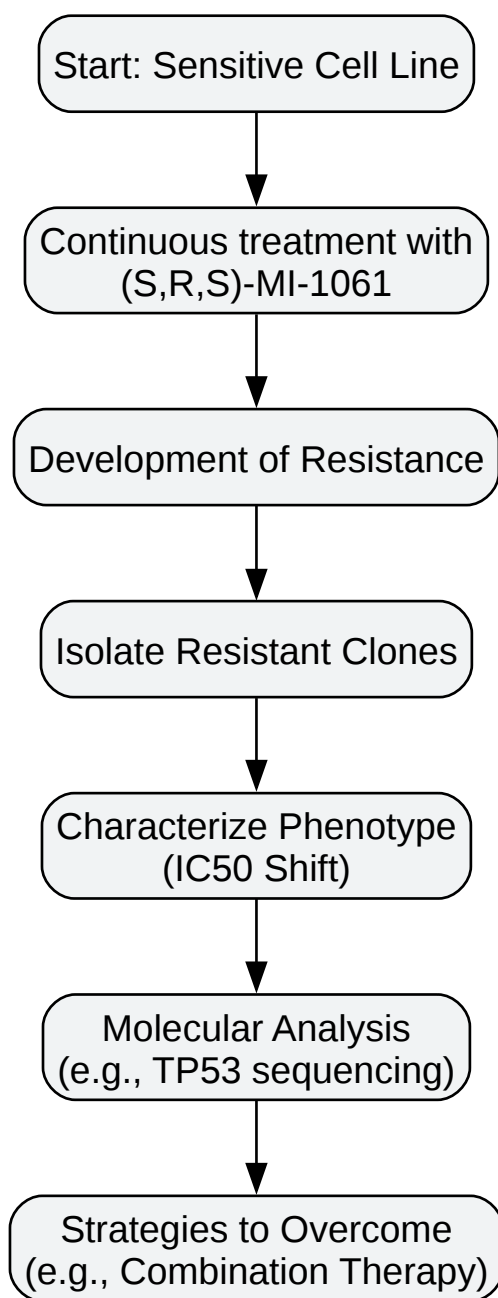 Start: Sensitive Cell Line
Continuous treatment with
(S,R,S)-MI-1061
Development of Resistance
Isolate Resistant Clones
Characterize Phenotype
(IC50 Shift)
Molecular Analysis
(e.g., TP53 sequencing)
Strategies to Overcome
(e.g., Combination Therapy)